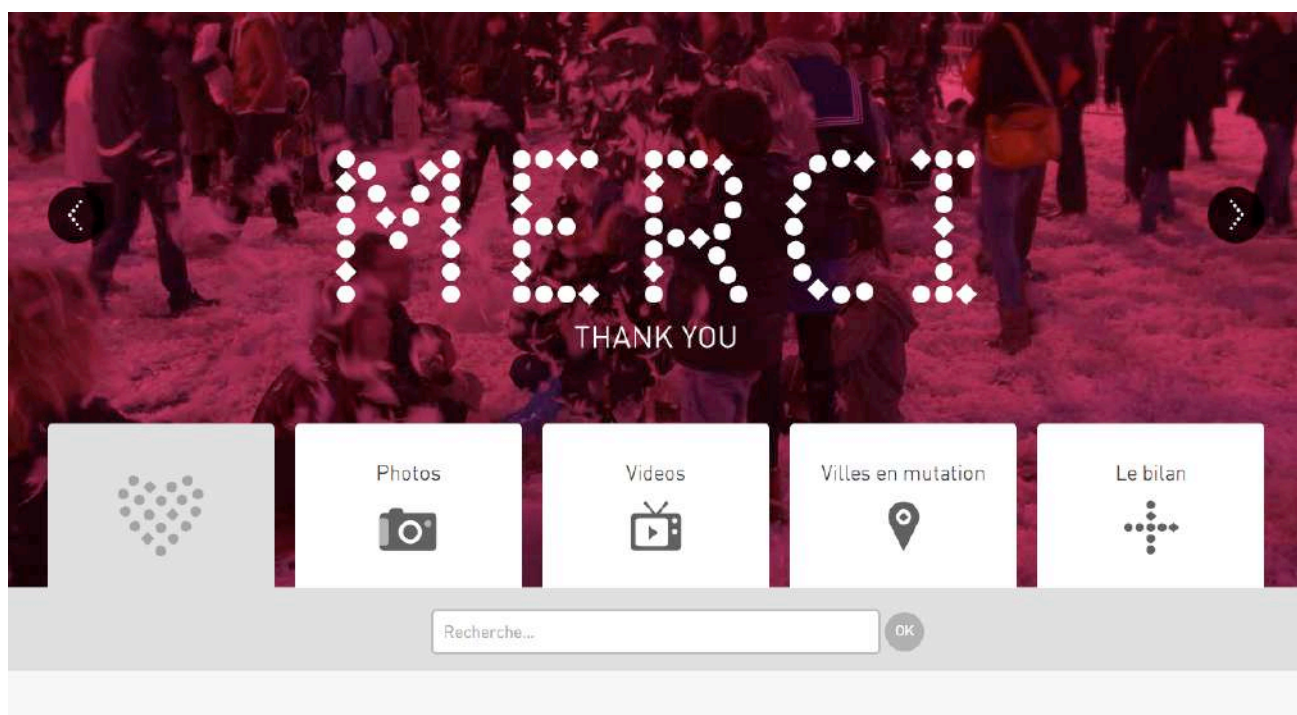 MERCI
THANK YOU
Photos
Videos
Villes en mutation
Le bilan
Recherche...
OK